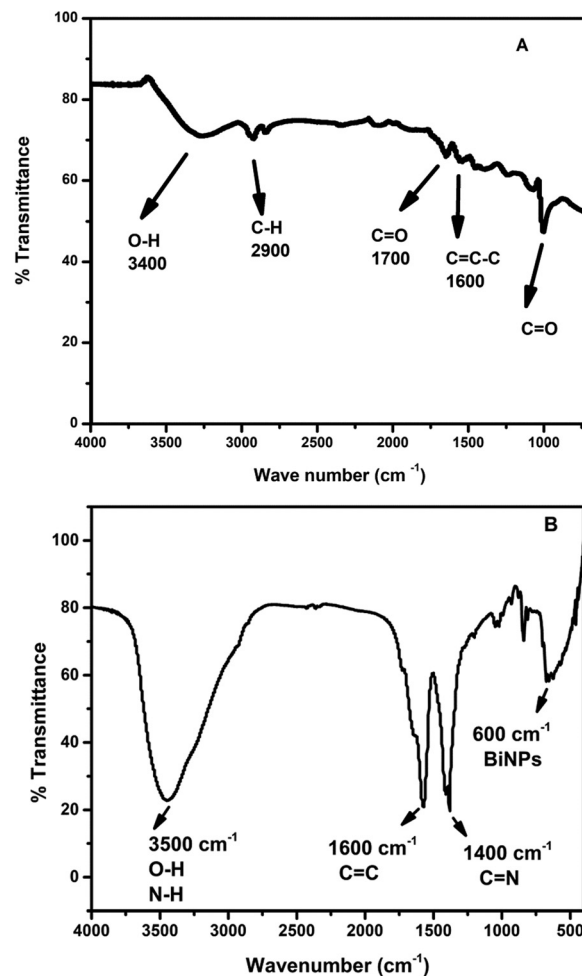 A
100
80
60
40
20
0
% Transmittance
O-H
3400
C-H
2900
C=O
1700
C=C-C
1600
C=O
4000 3500 3000 2500 2000 1500 1000
Wave number (cm -1)
B
100
80
60
40
20
0
% Transmittance
3500 cm-1
O-H
N-H
1600 cm-1
C=C
1400 cm-1
C=N
600 cm-1
BiNPs
4000 3500 3000 2500 2000 1500 1000 500
Wavenumber (cm-1)